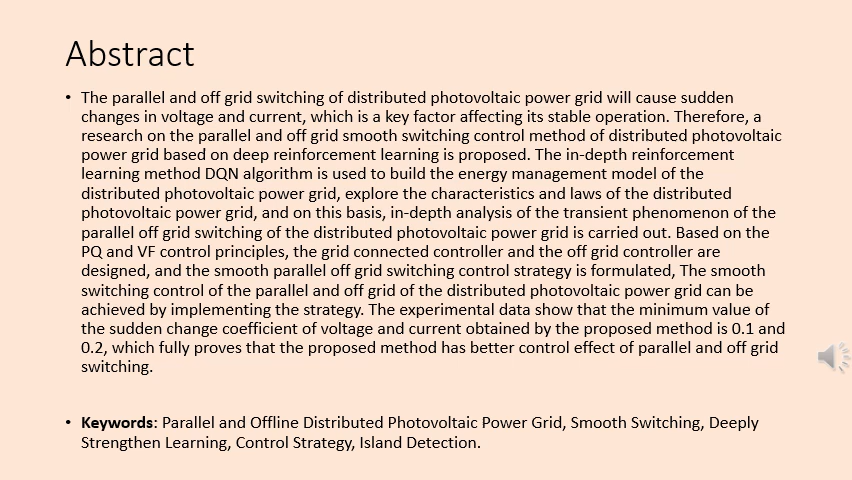 Abstract
• The parallel and off grid switching of distributed photovoltaic power grid will cause sudden
changes in voltage and current, which is a key factor affecting its stable operation. Therefore, a
research on the parallel and off grid smooth switching control method of distributed photovoltaic
power grid based on deep reinforcement learning is proposed. The in-depth reinforcement
learning method DQN algorithm is used to build the energy management model of the
distributed photovoltaic power grid, explore the characteristics and laws of the distributed
photovoltaic power grid, and on this basis, in-depth analysis of the transient phenomenon of the
parallel off grid switching of the distributed photovoltaic power grid is carried out. Based on the
PQ and VF control principles, the grid connected controller and the off grid controller are
designed, and the smooth parallel off grid switching control strategy is formulated, The smooth
switching control of the parallel and off grid of the distributed photovoltaic power grid can be
achieved by implementing the strategy. The experimental data show that the minimum value of
the sudden change coefficient of voltage and current obtained by the proposed method is 0.1 and
0.2, which fully proves that the proposed method has better control effect of parallel and off grid
switching.
• Keywords: Parallel and Offline Distributed Photovoltaic Power Grid, Smooth Switching, Deeply
Strengthen Learning, Control Strategy, Island Detection.